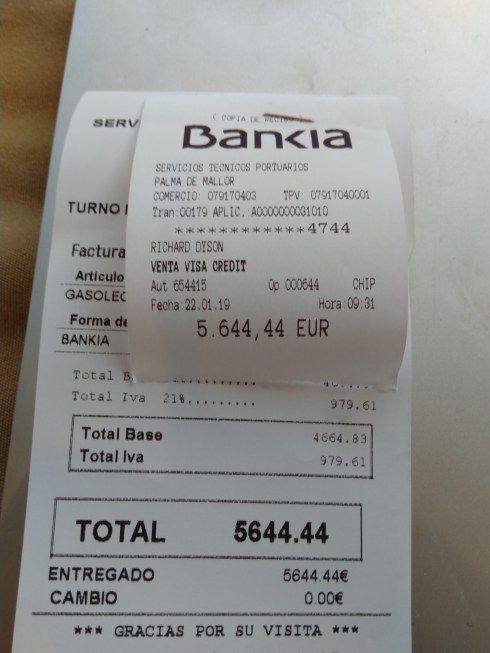 ( COPIA DE
Bankia
SERVICIOS TECNICOS PORTUARIOS
PALMA DE MALLOR
COMERCIO: 079170403 TPV: 07917040001
Tran:00179 APLIC.:A0000000031010
************4744
RICHARD DYSON
VENTA VISA CREDIT
Aut 654415 Op 000644 CHIP
Fecha:22.01.19 Hora:09:31
5.644,44 EUR
SERV
TURNO
Factura
Artículo
GASOLEO
Forma de
BANKIA
Total B
Total Iva 21%......... 979.61
Total Base 4664.83
Total Iva 979.61
TOTAL 5644.44
ENTREGADO 5644.44€
CAMBIO 0.00€
*** GRACIAS POR SU VISITA ***